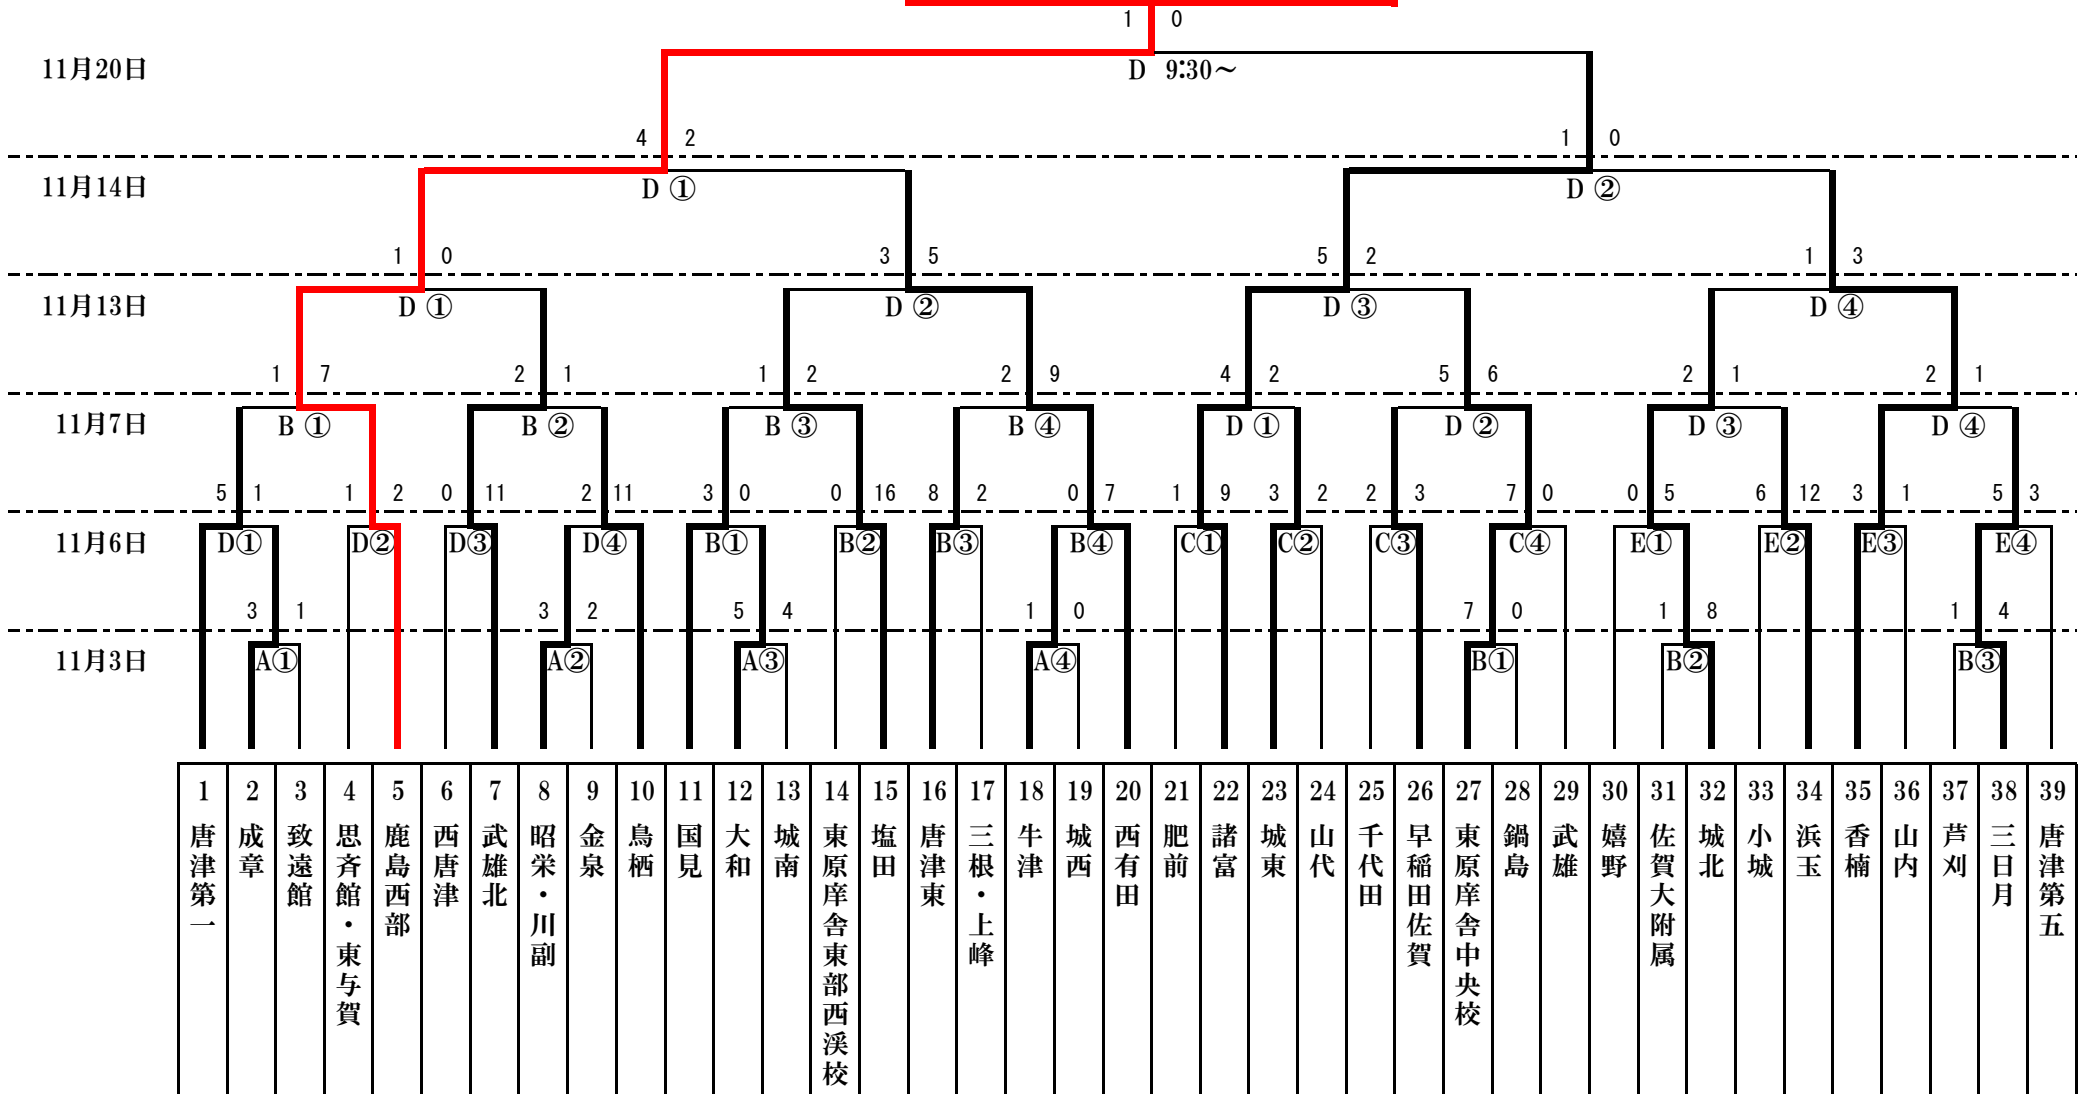 1 0
11月20日
D 9:30～
4 2 1 0
11月14日
D ① D ②
1 0 3 5 5 2 1 3
11月13日
D ① D ② D ③ D ④
1 7 2 1 1 2 2 9 4 2 5 6 2 1 2 1
11月7日
B ① B ② B ③ B ④ D ① D ② D ③ D ④
5 1 1 2 0 11 2 11 3 0 0 16 8 2 0 7 1 9 3 2 2 3 7 0 0 5 6 12 3 1 5 3
11月6日
D① D② D③ D④ B① B② B③ B④ C① C② C③ C④ E① E② E③ E④
3 1 3 2 5 4 1 0 7 0 1 8 1 4
11月3日
A① A② A③ A④ B① B② B③
1 唐津第一
2 成章
3 致遠館
4 思斉館・東与賀
5 鹿島西部
6 西唐津
7 武雄北
8 昭栄・川副
9 金泉
10 鳥栖
11 国見
12 大和
13 城南
14 東原庠舎東部西渓校
15 塩田
16 唐津東
17 三根・上峰
18 牛津
19 城西
20 西有田
21 肥前
22 諸富
23 城東
24 山代
25 千代田
26 早稲田佐賀
27 東原庠舎中央校
28 鍋島
29 武雄
30 嬉野
31 佐賀大附属
32 城北
33 小城
34 浜玉
35 香楠
36 山内
37 芦刈
38 三日月
39 唐津第五